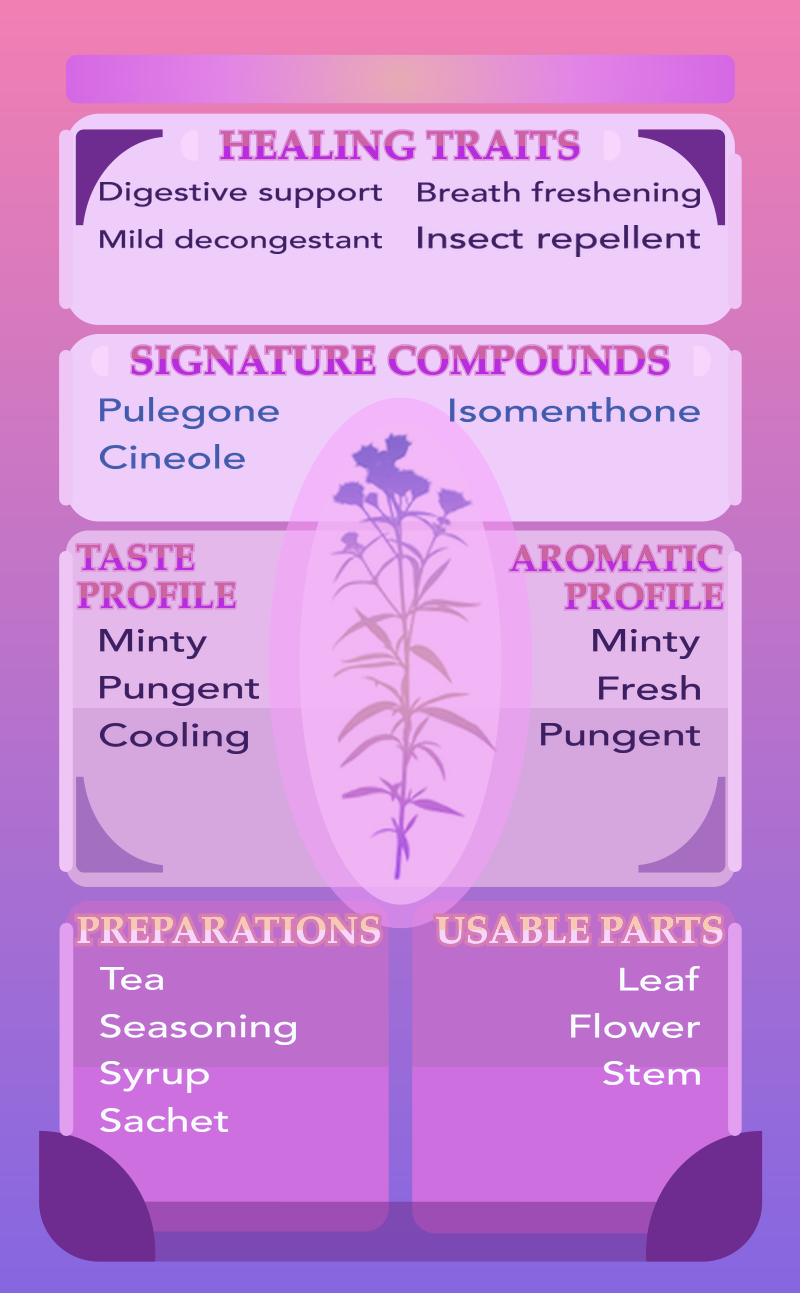 HEALING TRAITS
Digestive support
Breath freshening
Mild decongestant
Insect repellent
SIGNATURE COMPOUNDS
Pulegone
Isomenthone
Cineole
TASTE
PROFILE
Minty
Pungent
Cooling
AROMATIC
PROFILE
Minty
Fresh
Pungent
PREPARATIONS
Tea
Seasoning
Syrup
Sachet
USABLE PARTS
Leaf
Flower
Stem